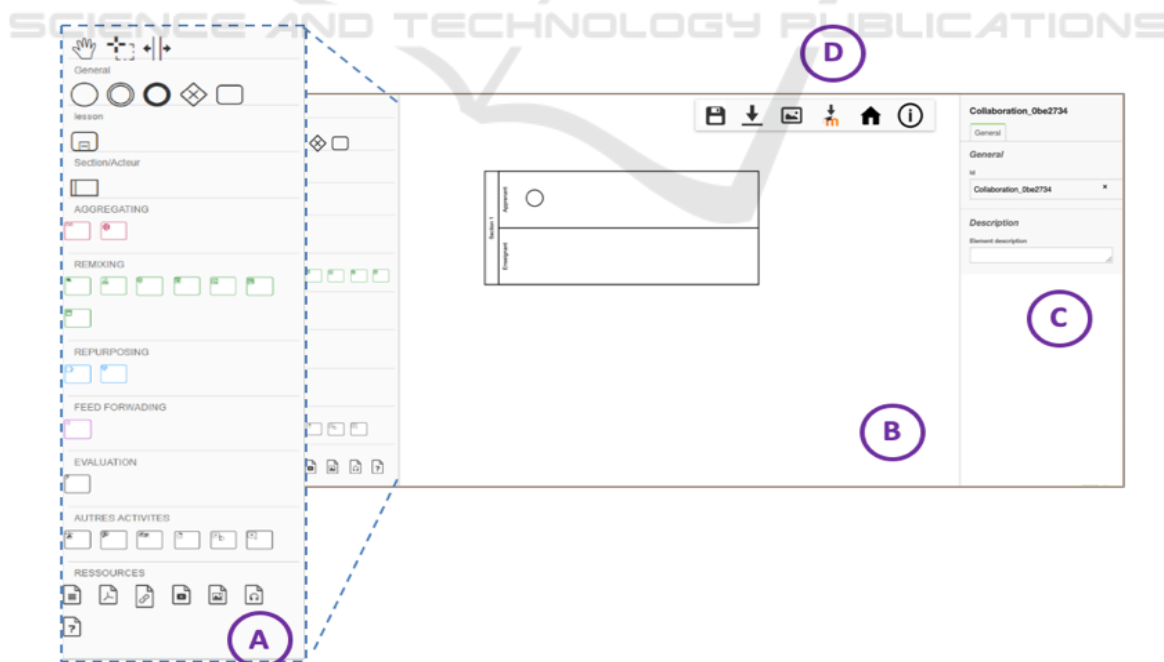 SCIENCE AND TECHNOLOGY PUBLICATIONS
D
General
lesson
Section/Acteur
AGGREGATING
REMIXING
REPURPOSING
FEED FORWADING
EVALUATION
AUTRES ACTIVITES
RESSOURCES
A
Section 1
Apprenant
Enseignant
B
m
Collaboration_0be2734
General
General
Id
Collaboration_0be2734 ×
Description
Element description
C